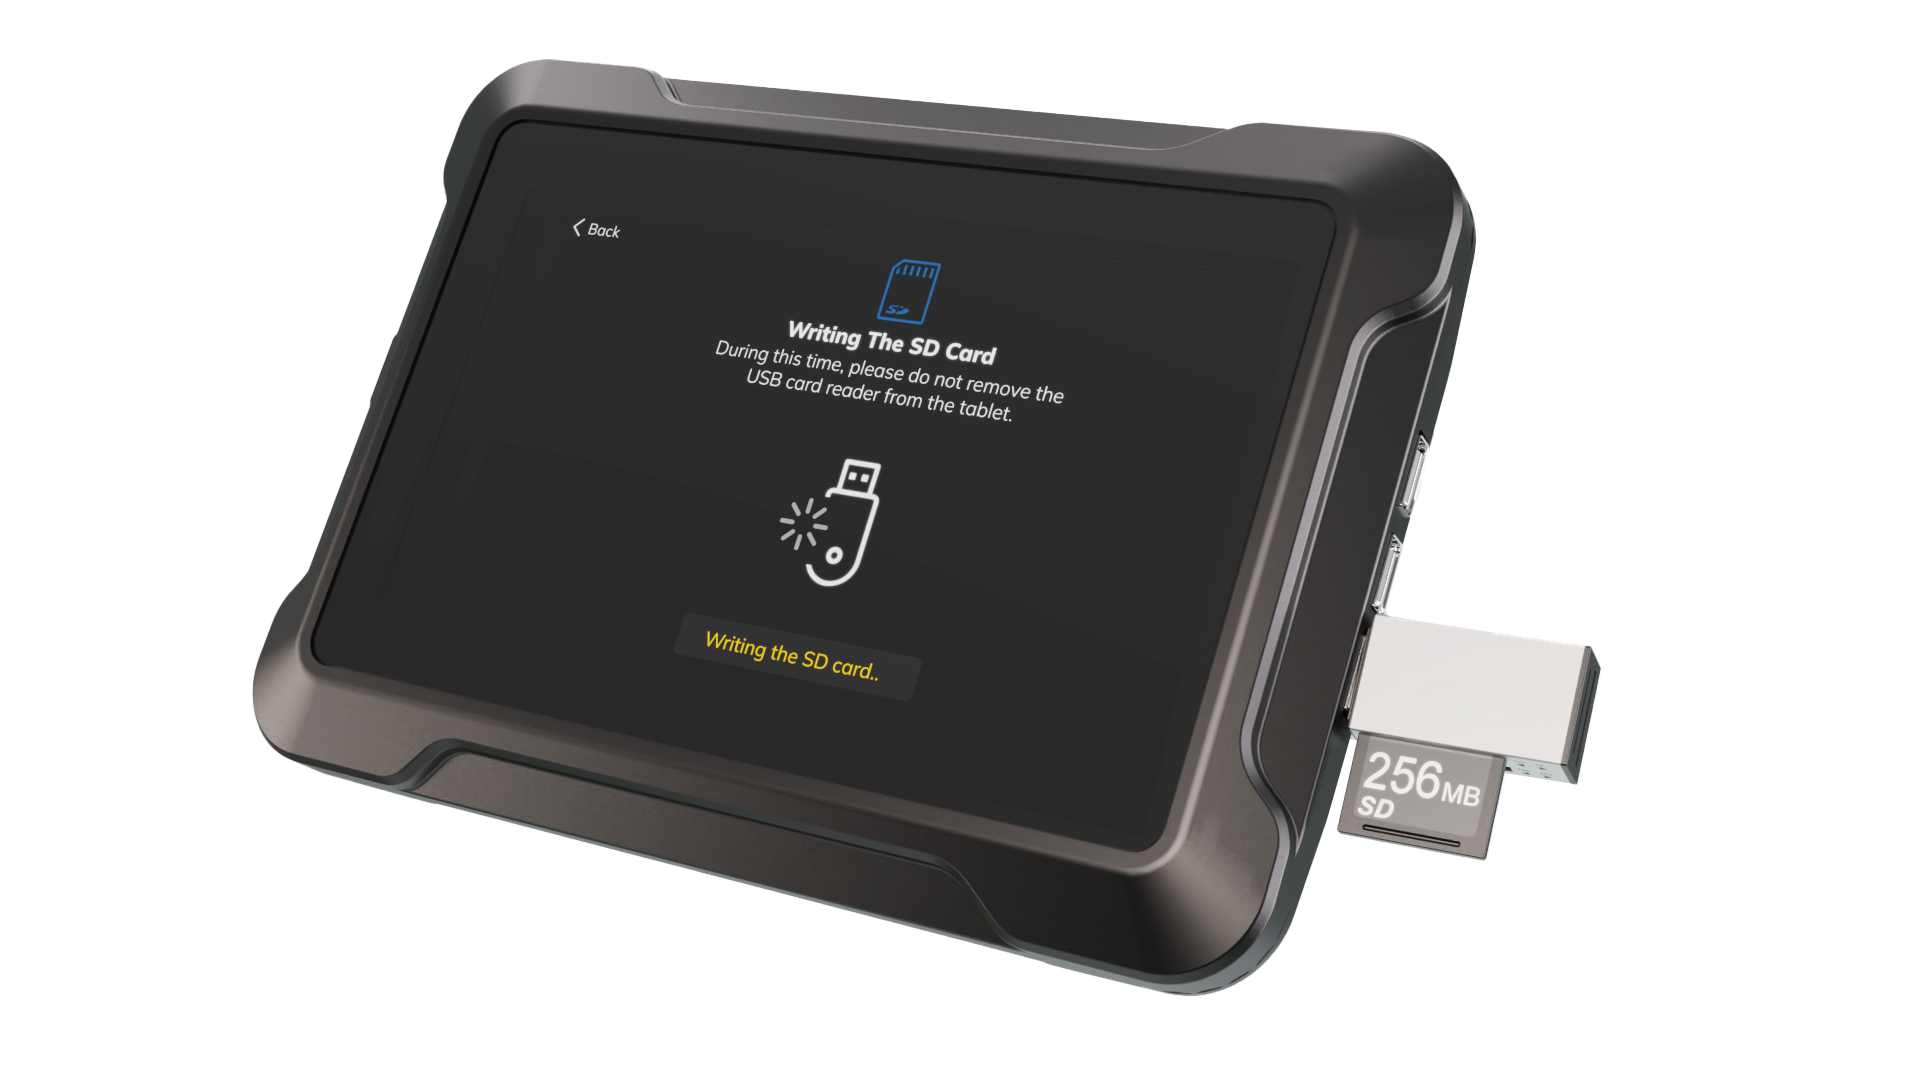 Back
SD
Writing The SD Card
During this time, please do not remove the
USB card reader from the tablet.
Writing the SD card..
256MB
SD